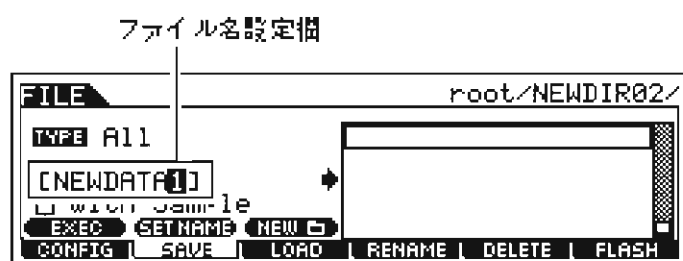 ファイル名設定欄
FILE root/NEWDIR02/
TYPE All
[NEWDATA1]
with Sample
EXEC SET NAME NEW
CONFIG SAVE LOAD RENAME DELETE FLASH